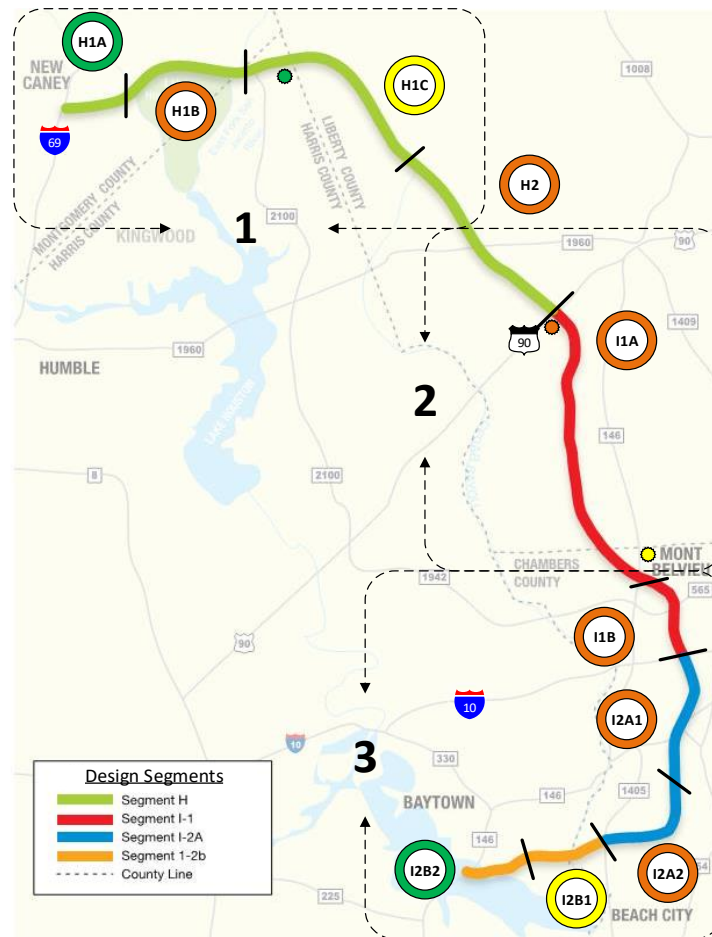 H1A
NEW
CANEY
H1B
H1C
1008
69
LIBERTY COUNTY
HARRIS COUNTY
MONTGOMERY COUNTY
HARRIS COUNTY
H2
KINGWOOD
1
2100
1960
90
90
I1A
1409
1960
HUMBLE
LAKE HOUSTON
2
146
8
2100
MONT
BELVIEU
CHAMBERS
COUNTY
1942
565
90
I1B
10
I2A1
10
3
330
BAYTOWN
146
1405
146
I2B2
I2B1
I2A2
225
BEACH CITY
Design Segments
Segment H
Segment I-1
Segment I-2A
Segment 1-2b
County Line